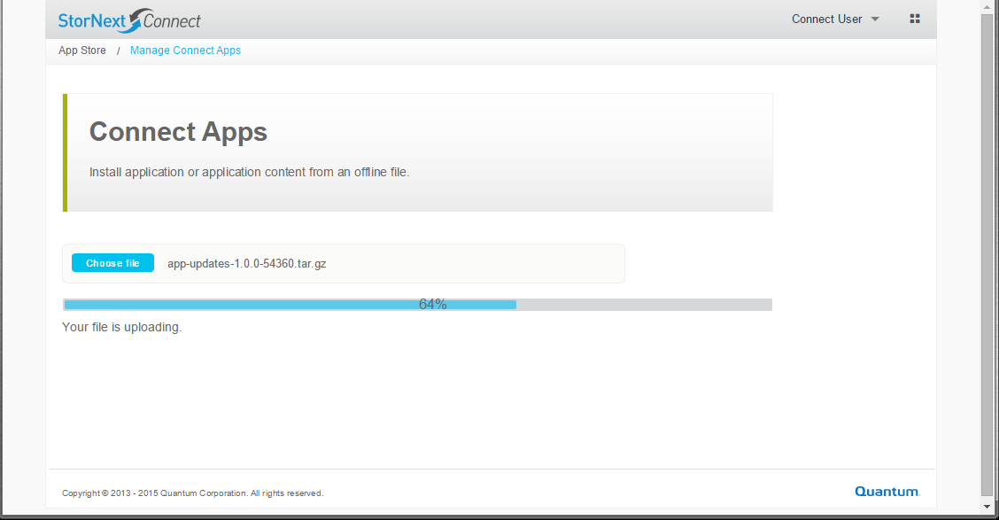 StorNext Connect
Connect User
App Store / Manage Connect Apps
Connect Apps
Install application or application content from an offline file.
Choose file app-updates-1.0.0-54360.tar.gz
64%
Your file is uploading.
Copyright © 2013 - 2015 Quantum Corporation. All rights reserved.
Quantum.